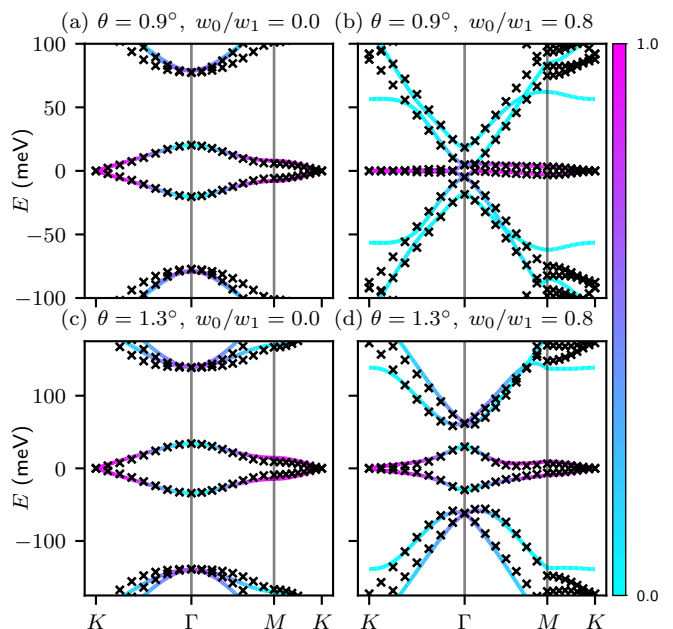 (a) θ = 0.9°, w₀/w₁ = 0.0
(b) θ = 0.9°, w₀/w₁ = 0.8
100
50
0
−50
−100
E (meV)
1.0
0.0
(c) θ = 1.3°, w₀/w₁ = 0.0
(d) θ = 1.3°, w₀/w₁ = 0.8
100
0
−100
E (meV)
K Γ M K
K Γ M K